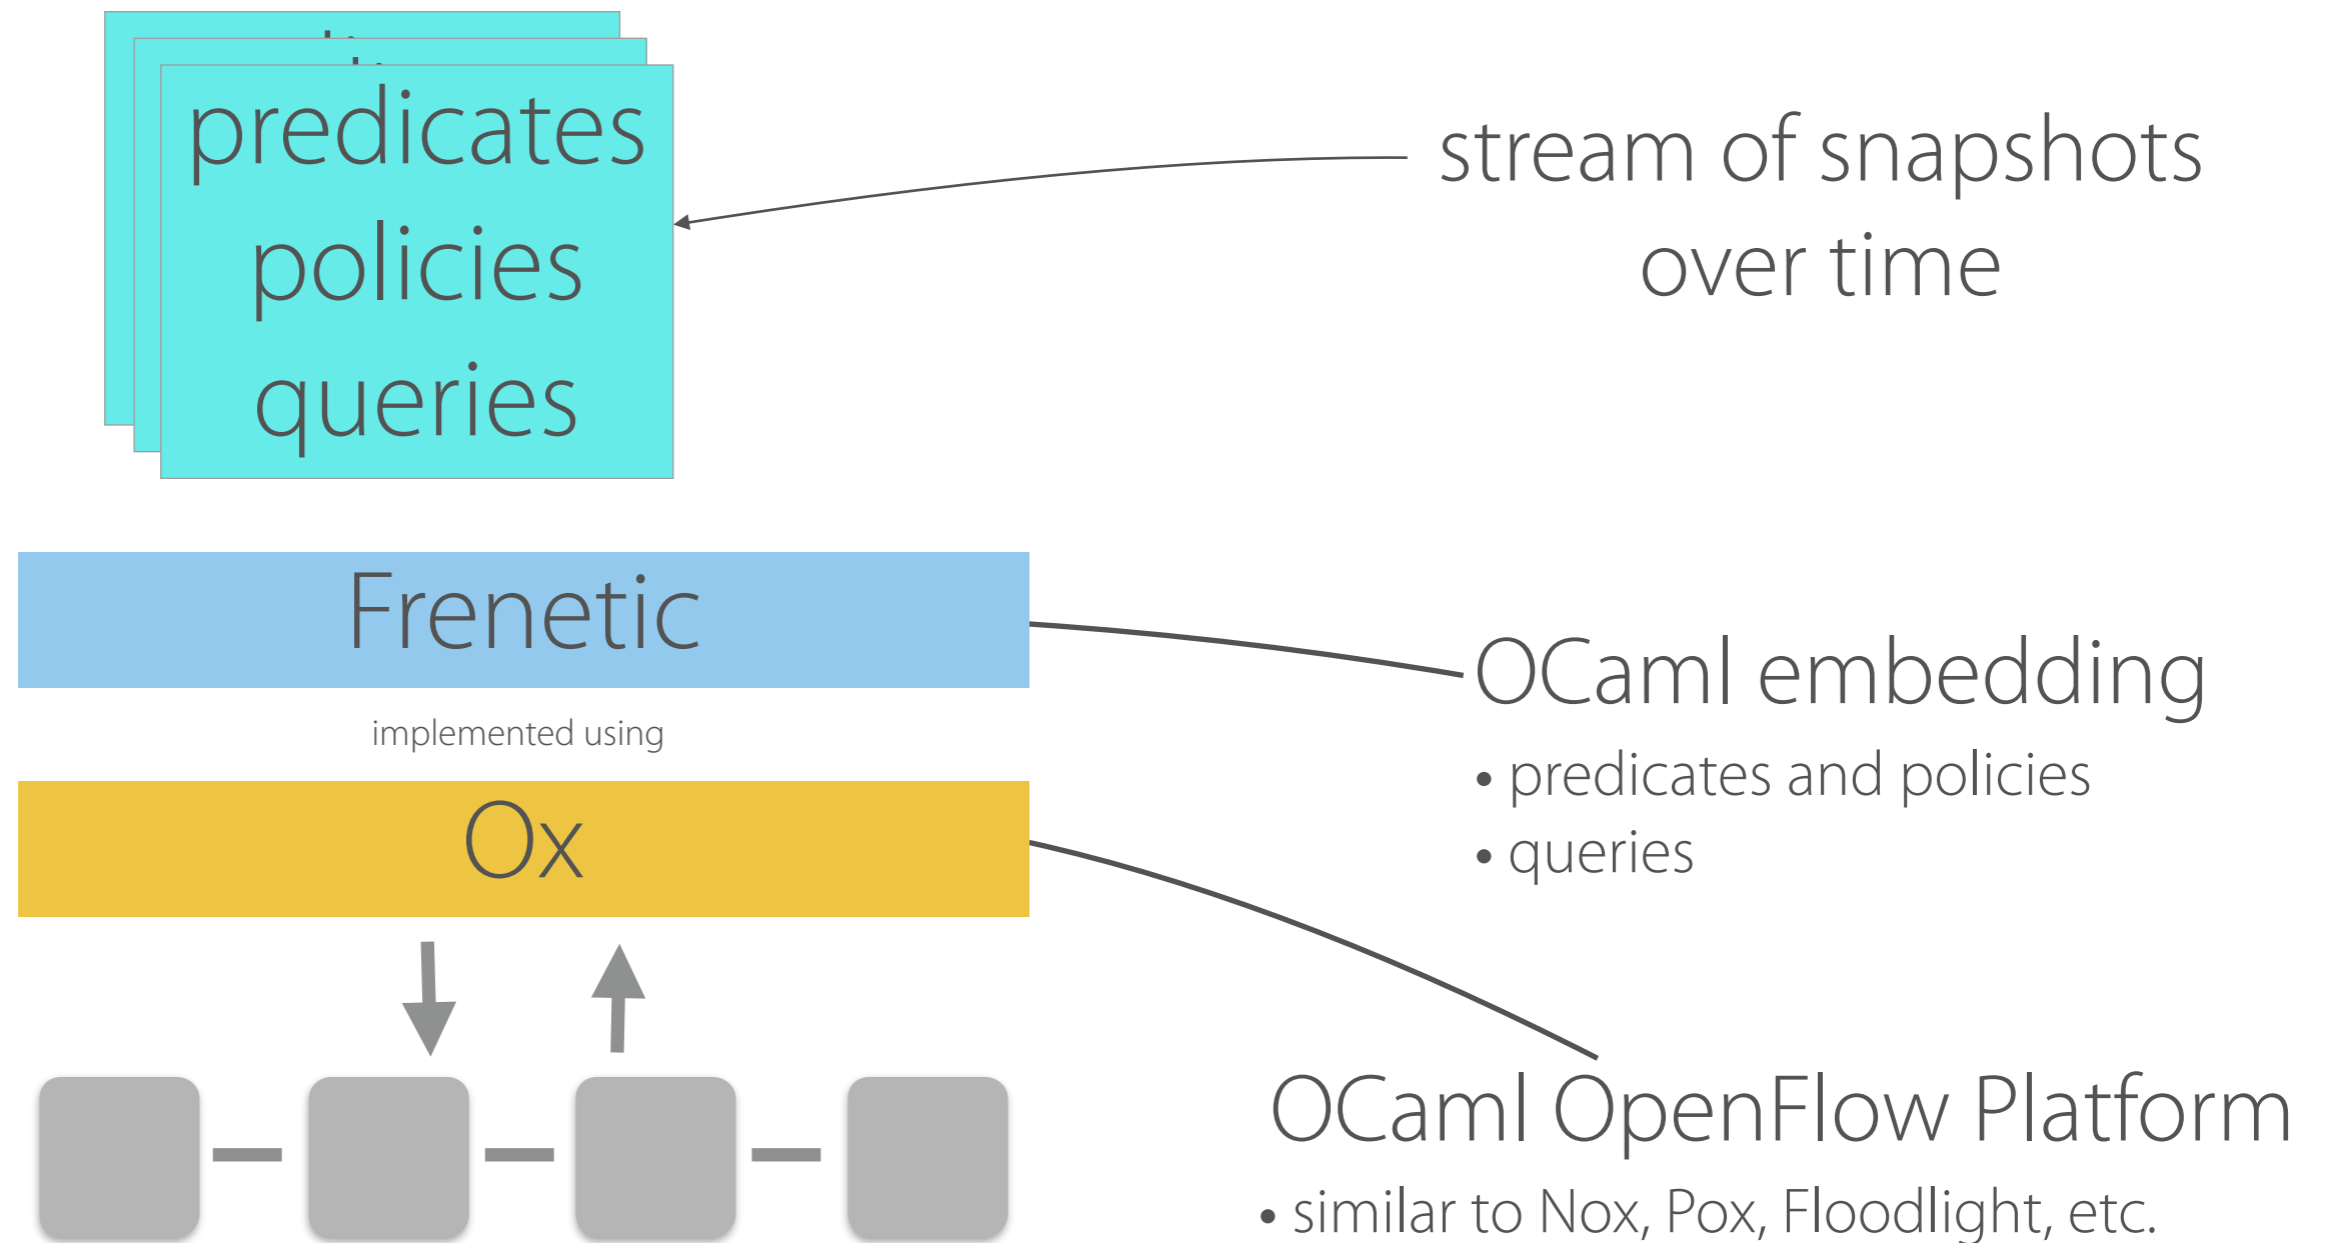 predicates
policies
queries
stream of snapshots
over time
Frenetic
implemented using
Ox
OCaml embedding
• predicates and policies
• queries
OCaml OpenFlow Platform
• similar to Nox, Pox, Floodlight, etc.